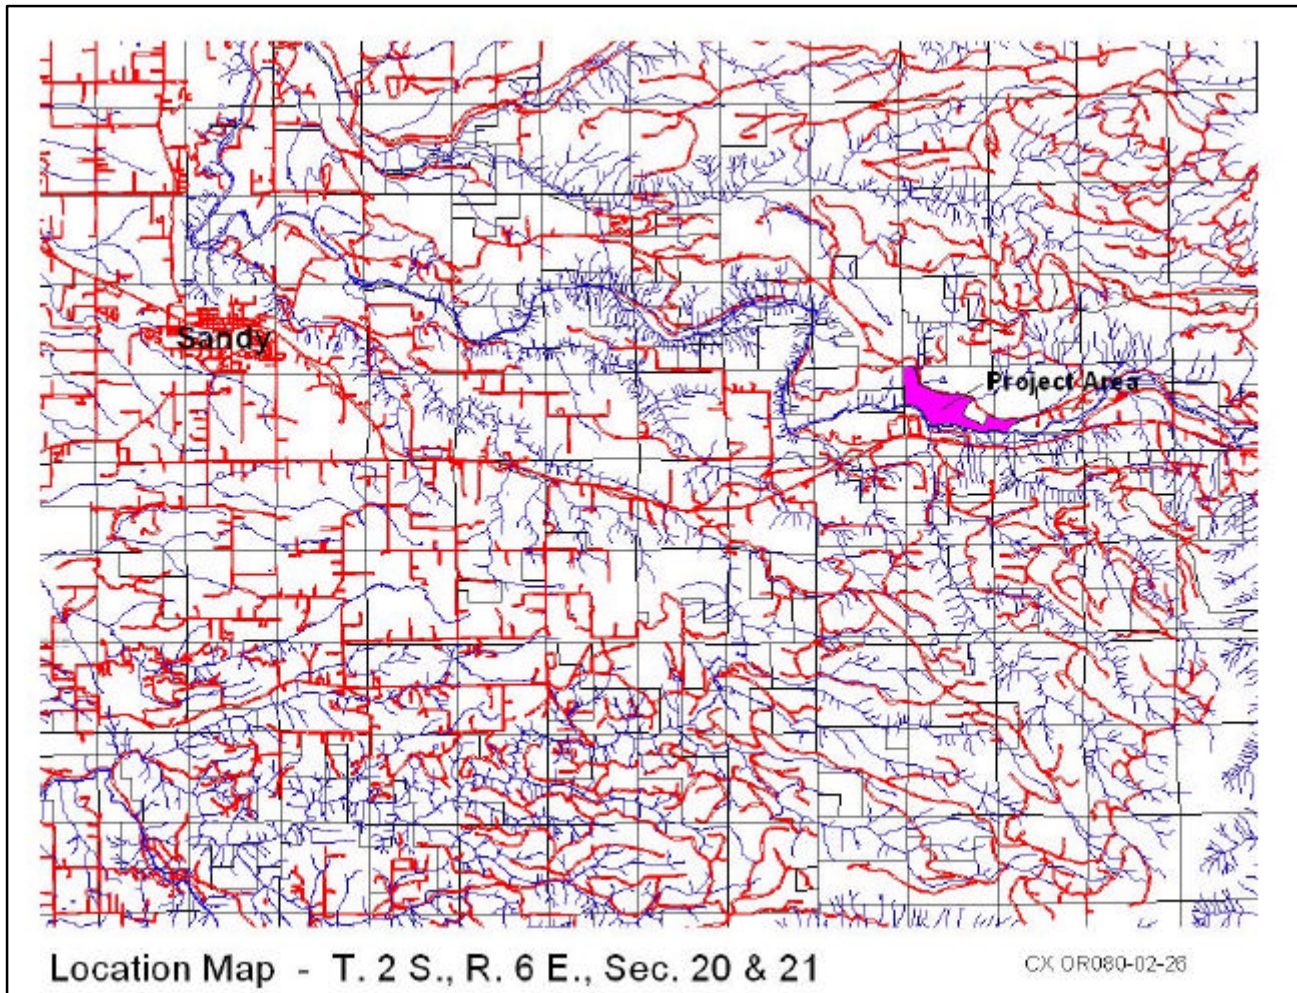 Sandy
Project Area
Location Map - T. 2 S., R. 6 E., Sec. 20 & 21
CX OR080-02-26